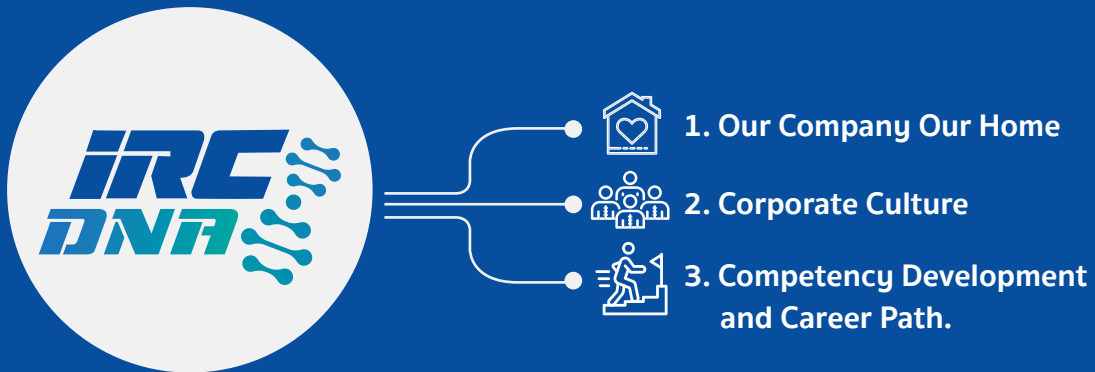 IRC
DNA
1. Our Company Our Home
2. Corporate Culture
3. Competency Development
and Career Path.